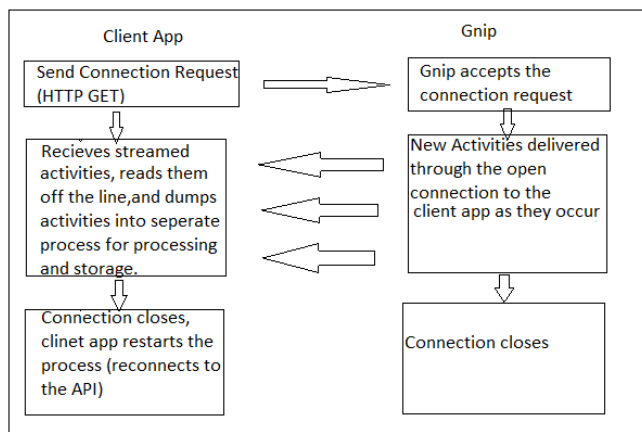 Client App
Gnip
Send Connection Request
(HTTP GET)
Gnip accepts the
connection request
Recieves streamed
activities, reads them
off the line,and dumps
activities into seperate
process for processing
and storage.
New Activities delivered
through the open
connection to the
client app as they occur
Connection closes,
clinet app restarts the
process (reconnects to
the API)
Connection closes